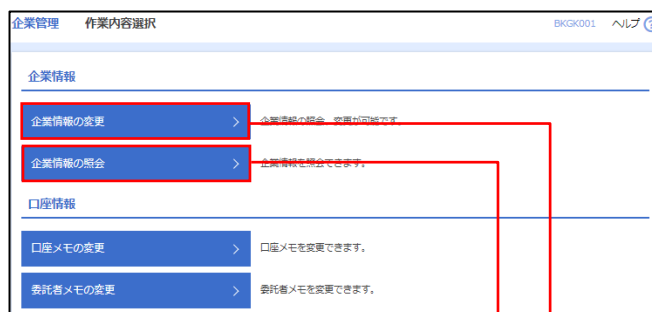 企業管理 作業内容選択 BKGK001 ヘルプ ?
企業情報
企業情報の変更 企業情報の照会、変更が可能です。
企業情報の照会 企業情報を照会できます。
口座情報
口座メモの変更 口座メモを変更できます。
委託者メモの変更 委託者メモを変更できます。